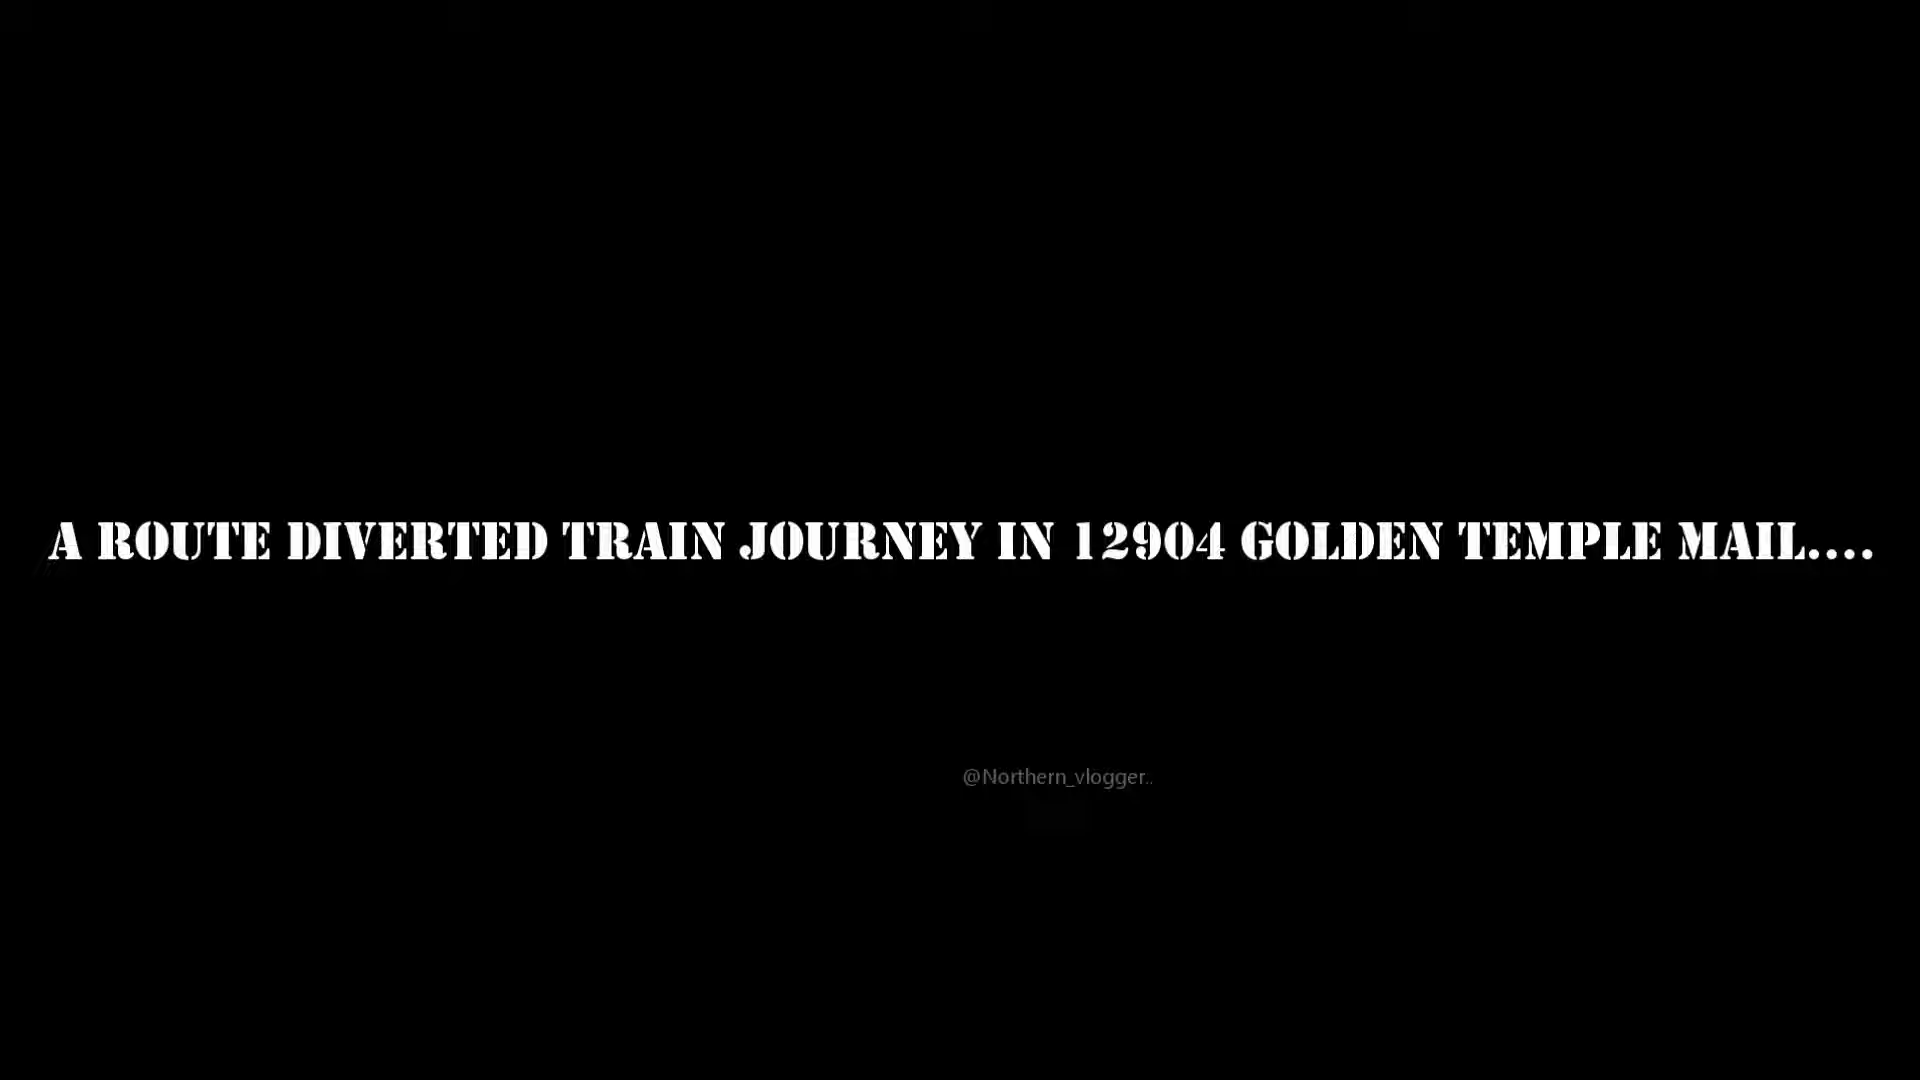 A ROUTE DIVERTED TRAIN JOURNEY IN 12904 GOLDEN TEMPLE MAIL....
@Northern_vlogger..